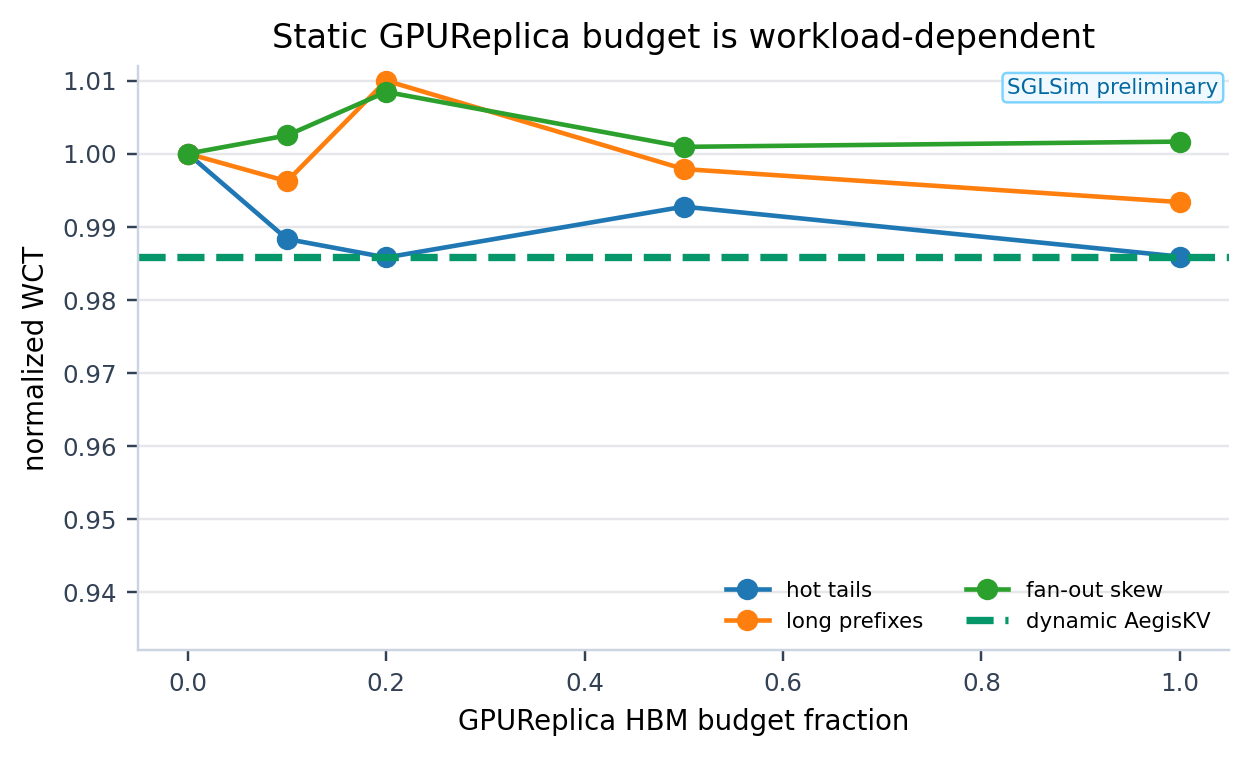 Static GPUReplica budget is workload-dependent
SGLSim preliminary
normalized WCT
1.01
1.00
0.99
0.98
0.97
0.96
0.95
0.94
hot tails
long prefixes
fan-out skew
dynamic AegisKV
0.0 0.2 0.4 0.6 0.8 1.0
GPUReplica HBM budget fraction